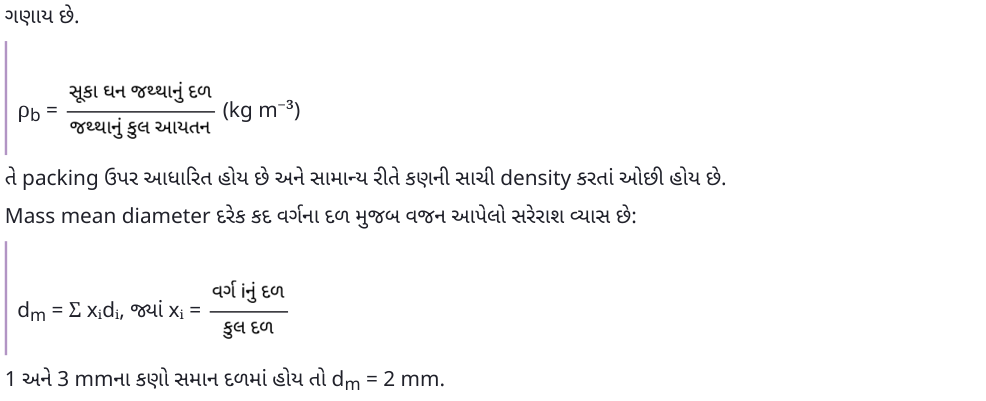 ગણાય છે.
ρb = સૂકા ઘન જથ્થાનું દળ / જથ્થાનું કુલ આયતન (kg m⁻³)
તે packing ઉપર આધારિત હોય છે અને સામાન્ય રીતે કણની સાચી density કરતાં ઓછી હોય છે.
Mass mean diameter દરેક કદ વર્ગના દળ મુજબ વજન આપેલો સરેરાશ વ્યાસ છે:
dm = Σ xᵢdᵢ, જ્યાં xᵢ = વર્ગ iનું દળ / કુલ દળ
1 અને 3 mmના કણો સમાન દળમાં હોય તો dm = 2 mm.